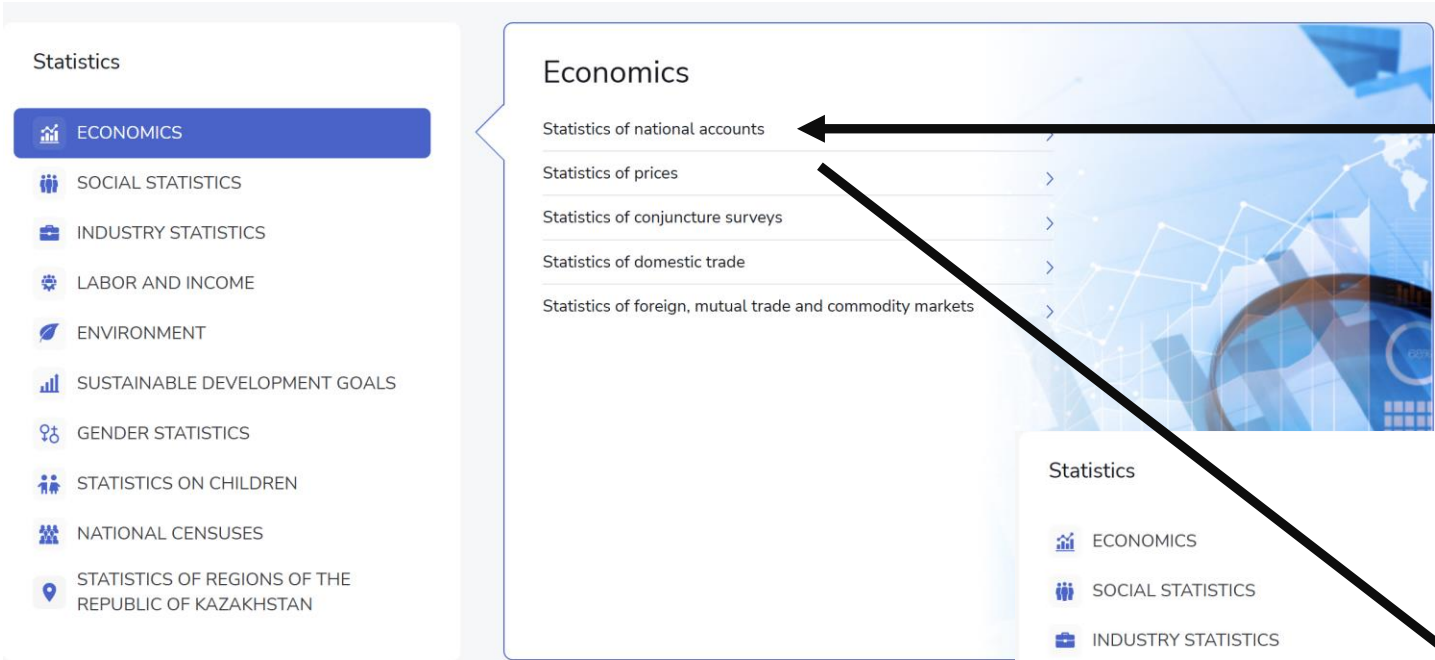 Statistics
ECONOMICS
SOCIAL STATISTICS
INDUSTRY STATISTICS
LABOR AND INCOME
ENVIRONMENT
SUSTAINABLE DEVELOPMENT GOALS
GENDER STATISTICS
STATISTICS ON CHILDREN
NATIONAL CENSUSES
STATISTICS OF REGIONS OF THE
REPUBLIC OF KAZAKHSTAN
Economics
Statistics of national accounts
Statistics of prices
Statistics of conjuncture surveys
Statistics of domestic trade
Statistics of foreign, mutual trade and commodity markets
Statistics
ECONOMICS
SOCIAL STATISTICS
INDUSTRY STATISTICS